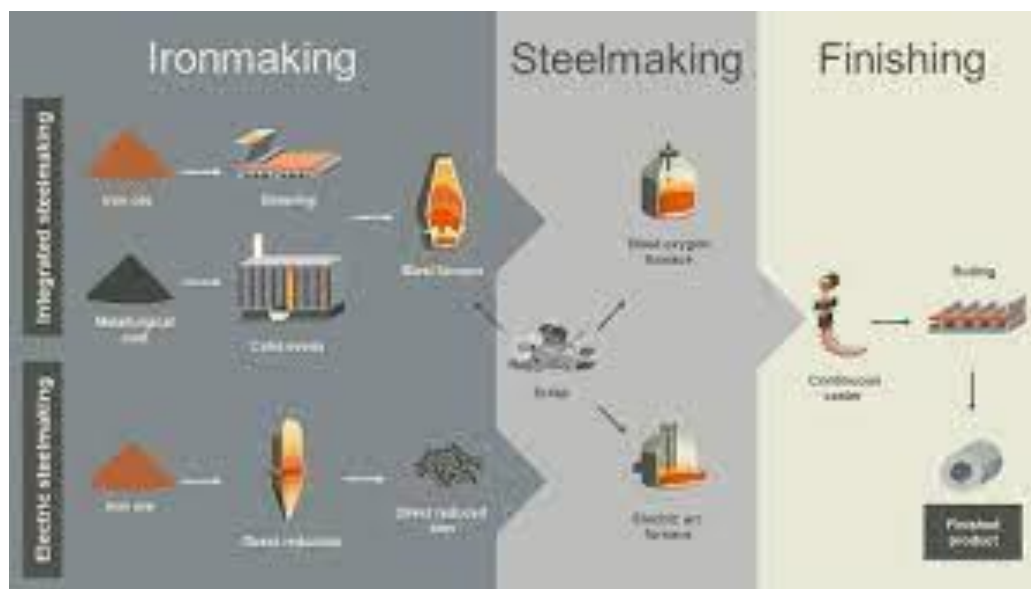 Ironmaking
Steelmaking
Finishing
Integrated steelmaking
Iron ore
Sintering
Blast furnace
Metallurgical
coal
Coke ovens
Basic oxygen
furnace
Scrap
Continuous
caster
Rolling
Electric steelmaking
Iron ore
Direct reduction
Direct reduced
iron
Electric arc
furnace
Finished
product